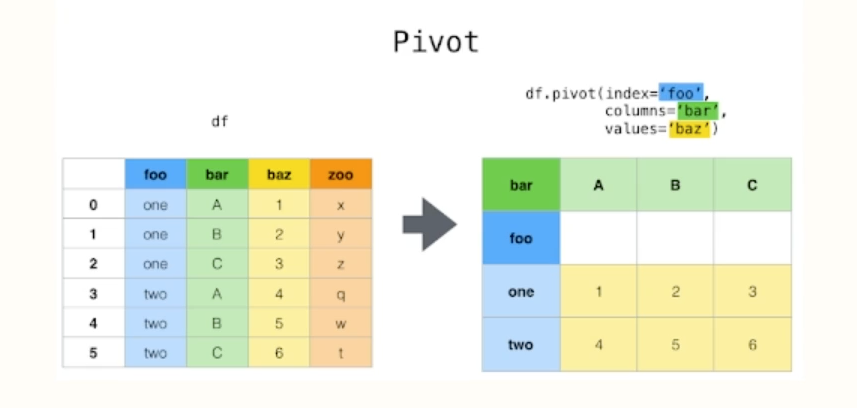 Pivot
df
foo bar baz zoo
0 one A 1 x
1 one B 2 y
2 one C 3 z
3 two A 4 q
4 two B 5 w
5 two C 6 t
df.pivot(index=‘foo’,
columns=‘bar’,
values=‘baz’)
bar A B C
foo
one 1 2 3
two 4 5 6